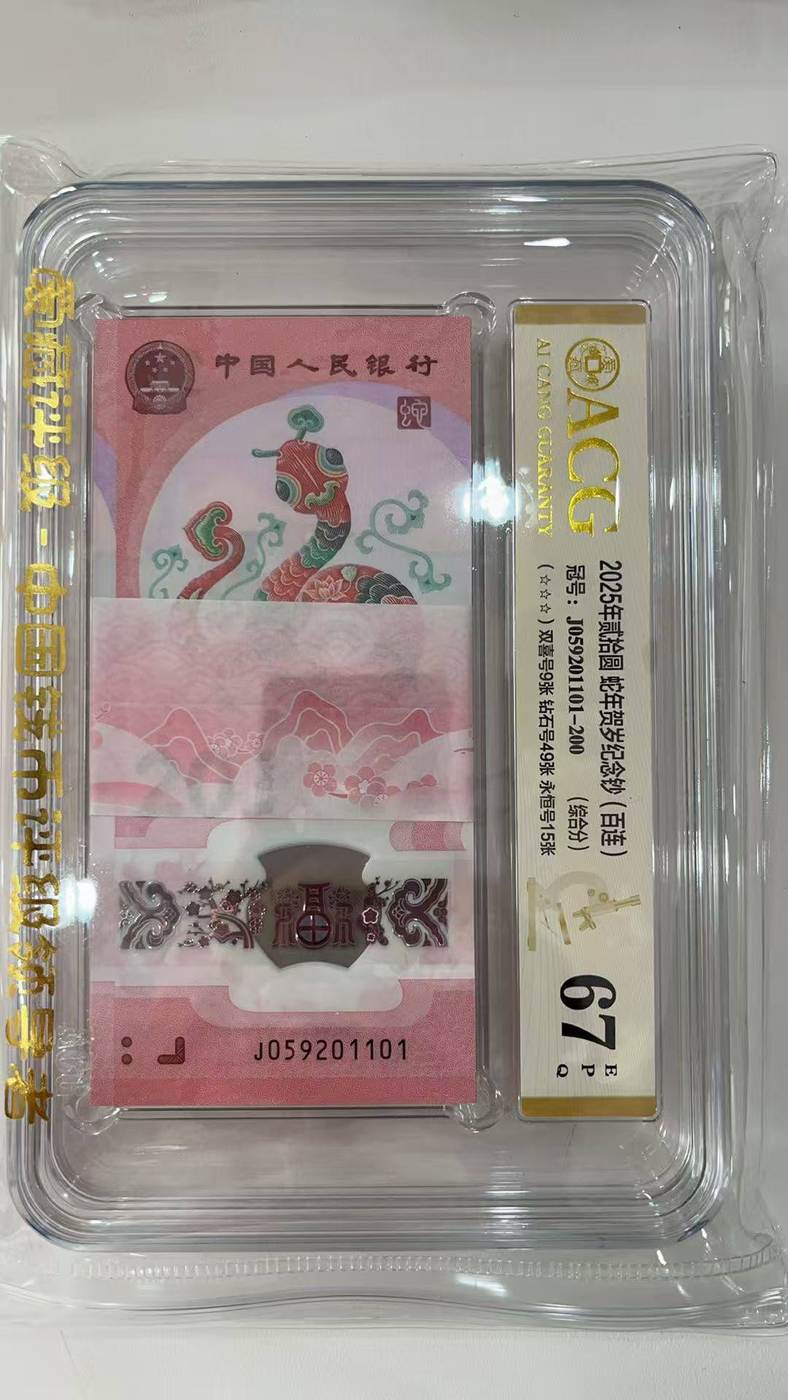 中国人民银行
蛇
J059201101
ACG
AI CANG GUARANTY
2025年贰拾圆 蛇年贺岁纪念钞（百连）
冠号：J059201101-200 （综合分）
（☆☆☆）双喜号9张 钻石号49张 永恒号15张
67
EPQ
爱藏评级-中国钱币评级领导者